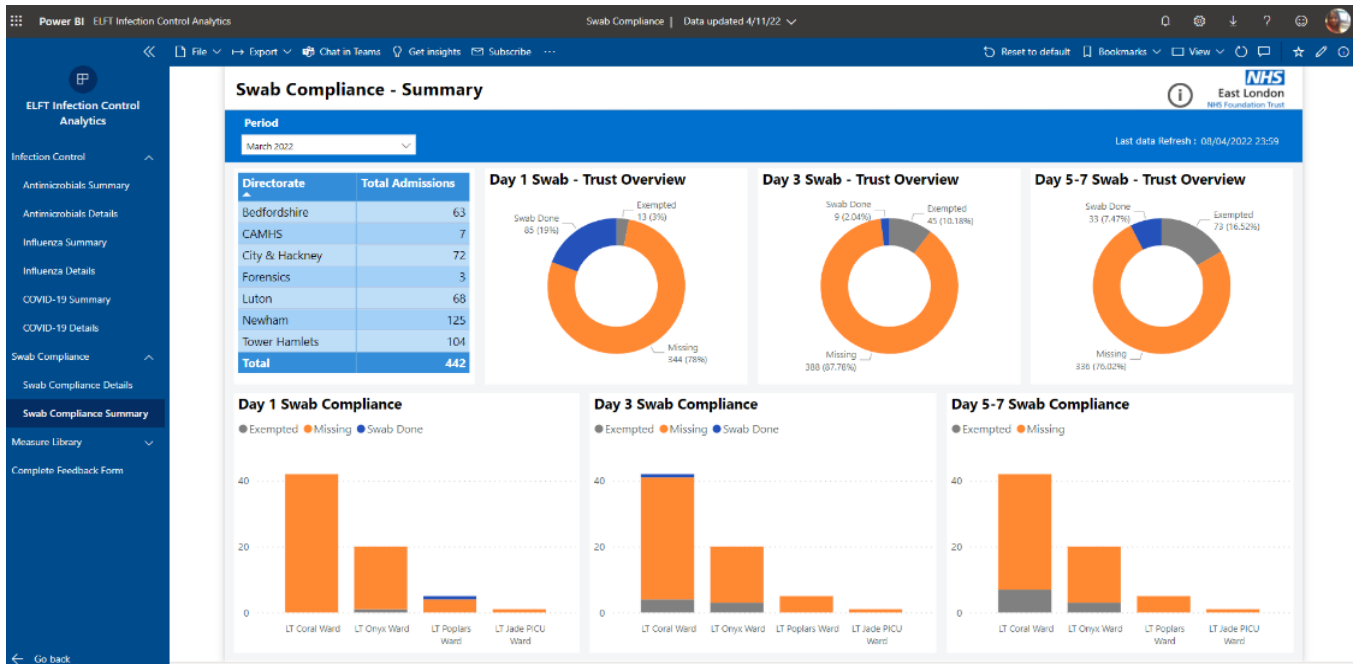 Power BI ELFT Infection Control Analytics
Swab Compliance | Data updated 4/11/22
File Export Chat in Teams Get insights Subscribe ···
Reset to default Bookmarks View
ELFT Infection Control
Analytics
Infection Control
Antimicrobials Summary
Antimicrobials Details
Influenza Summary
Influenza Details
COVID-19 Summary
COVID-19 Details
Swab Compliance
Swab Compliance Details
Swab Compliance Summary
Measure Library
Complete Feedback Form
Go back
Swab Compliance - Summary
NHS
East London
NHS Foundation Trust
Period
March 2022
Last data Refresh : 08/04/2022 23:59
Directorate Total Admissions
Bedfordshire 63
CAMHS 7
City & Hackney 72
Forensics 3
Luton 68
Newham 125
Tower Hamlets 104
Total 442
Day 1 Swab - Trust Overview
Swab Done
85 (19%)
Exempted
13 (3%)
Missing
344 (78%)
Day 3 Swab - Trust Overview
Swab Done
9 (2.04%)
Exempted
45 (10.18%)
Missing
388 (87.78%)
Day 5-7 Swab - Trust Overview
Swab Done
33 (7.47%)
Exempted
73 (16.52%)
Missing
336 (76.02%)
Day 1 Swab Compliance
Exempted Missing Swab Done
40
20
0
LT Coral Ward LT Onyx Ward LT Poplars Ward LT Jade PICU Ward
Day 3 Swab Compliance
Exempted Missing Swab Done
40
20
0
LT Coral Ward LT Onyx Ward LT Poplars Ward LT Jade PICU Ward
Day 5-7 Swab Compliance
Exempted Missing
40
20
0
LT Coral Ward LT Onyx Ward LT Poplars Ward LT Jade PICU Ward